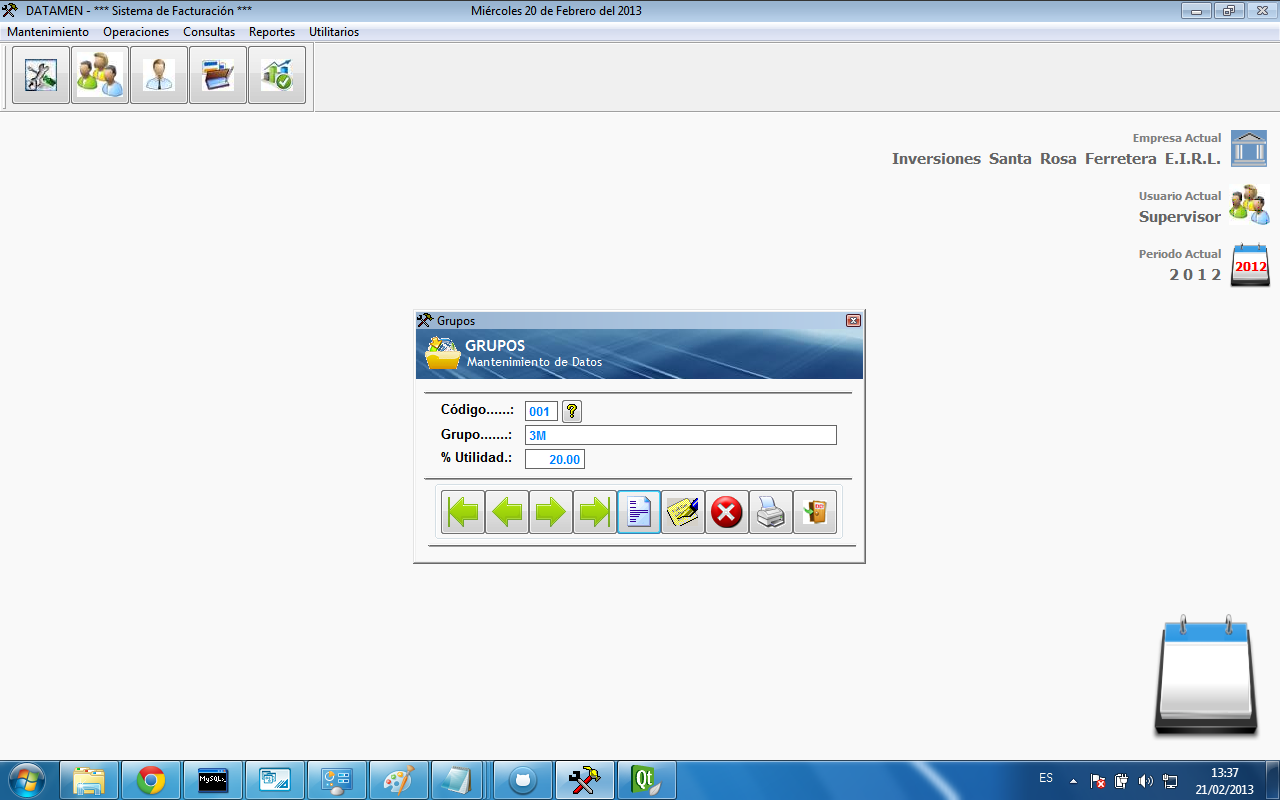 DATAMEN - *** Sistema de Facturación *** Miércoles 20 de Febrero del 2013
Mantenimiento Operaciones Consultas Reportes Utilitarios
Empresa Actual
Inversiones Santa Rosa Ferretera E.I.R.L.
Usuario Actual
Supervisor
Periodo Actual
2 0 1 2
2012
Grupos
GRUPOS
Mantenimiento de Datos
Código......: 001 ?
Grupo.......: 3M
% Utilidad.: 20.00
EXIT
MySQL
Qt
ES
13:37
21/02/2013